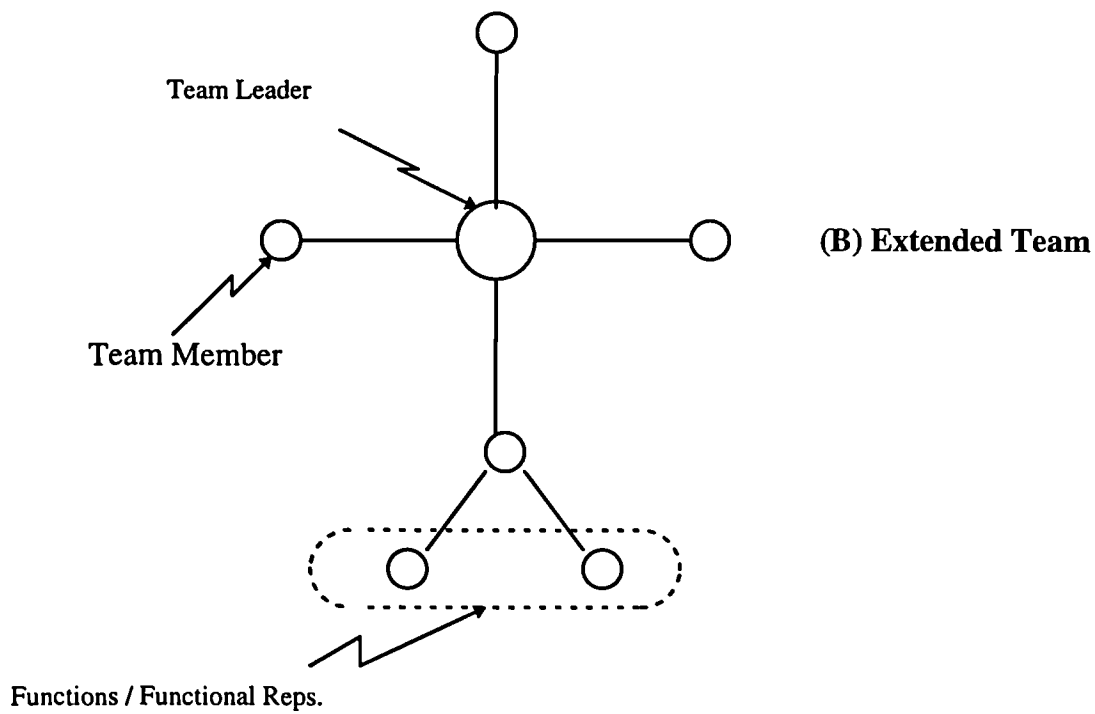 Team Leader
(B) Extended Team
Team Member
Functions / Functional Reps.